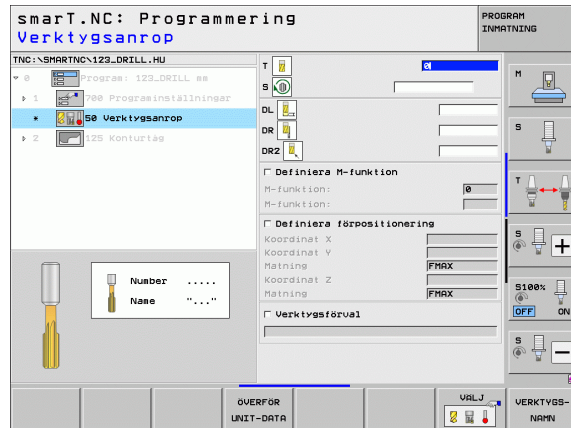 smarT.NC: Programmering
Verktygsanrop
PROGRAM
INMATNING
TNC:\SMARTNC\123_DRILL.HU
0 Program: 123_DRILL mm
1 700 Programinställningar
* 50 Verktygsanrop
2 125 Konturtåg
Number .....
Name "..."
T 0
S
DL
DR
DR2
Definiera M-funktion
M-funktion: 0
M-funktion:
Definiera förpositionering
Koordinat X
Koordinat Y
Matning FMAX
Koordinat Z
Matning FMAX
Verktygsförval
M
S
T
S
S100%
OFF ON
S
ÖVERFÖR
UNIT-DATA
VALJ
VERKTYGS-
NAMN